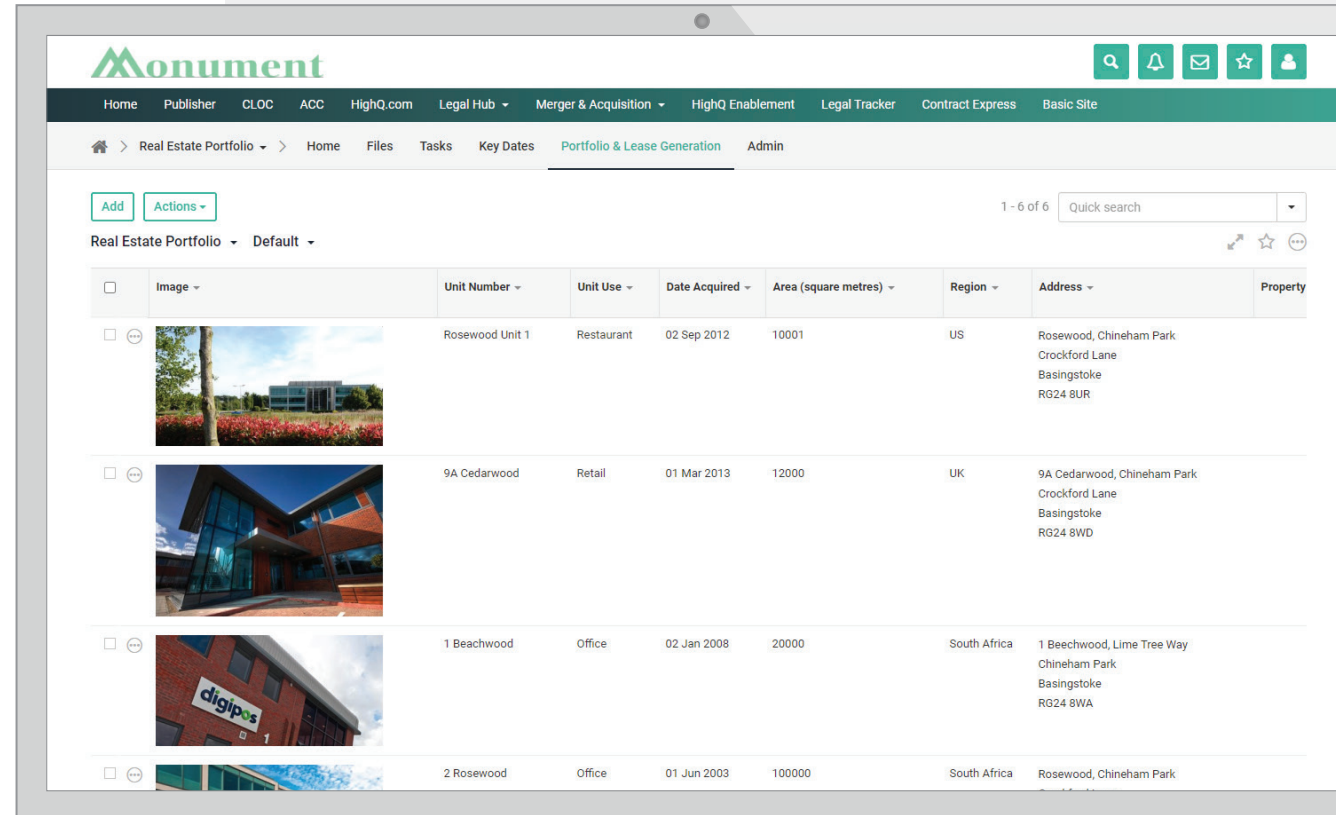 Monument
Home Publisher CLOC ACC HighQ.com Legal Hub Merger & Acquisition HighQ Enablement Legal Tracker Contract Express Basic Site
Real Estate Portfolio > Home Files Tasks Key Dates Portfolio & Lease Generation Admin
Add Actions 1 - 6 of 6 Quick search
Real Estate Portfolio Default
Image Unit Number Unit Use Date Acquired Area (square metres) Region Address Property
Rosewood Unit 1 Restaurant 02 Sep 2012 10001 US Rosewood, Chineham Park
Crockford Lane
Basingstoke
RG24 8UR
9A Cedarwood Retail 01 Mar 2013 12000 UK 9A Cedarwood, Chineham Park
Crockford Lane
Basingstoke
RG24 8WD
1 Beachwood Office 02 Jan 2008 20000 South Africa 1 Beechwood, Lime Tree Way
Chineham Park
Basingstoke
RG24 8WA
digipos
1
2 Rosewood Office 01 Jun 2003 100000 South Africa Rosewood, Chineham Park